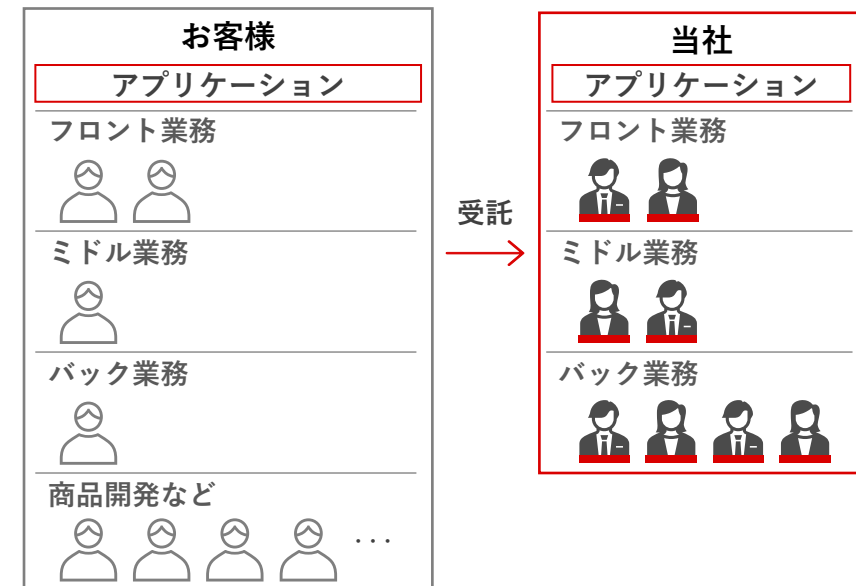 お客様
アプリケーション
フロント業務
ミドル業務
バック業務
商品開発など
...
受託
当社
アプリケーション
フロント業務
ミドル業務
バック業務